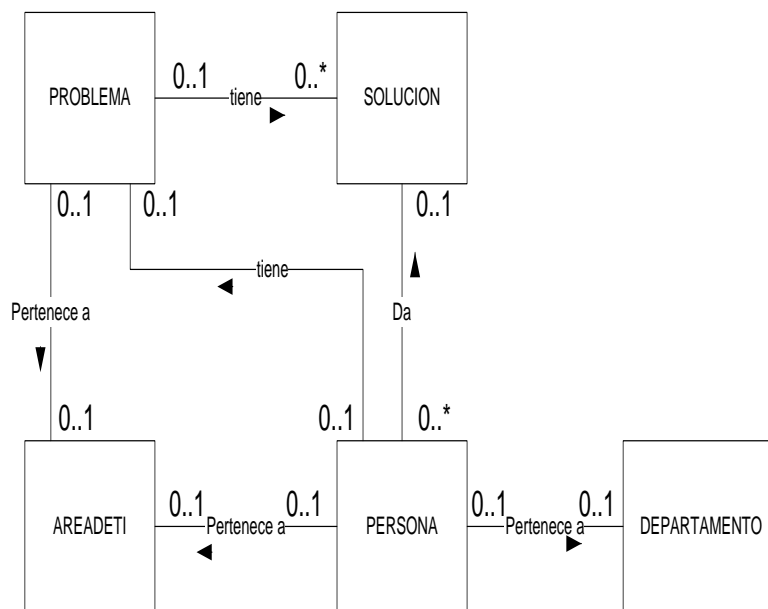 0..1 0..*
PROBLEMA tiene SOLUCION
0..1 0..1 0..1
tiene
Pertenece a Da
0..1 0..1 0..*
0..1 0..1 0..1 0..1
AREADETI Pertenece a PERSONA Pertenece a DEPARTAMENTO